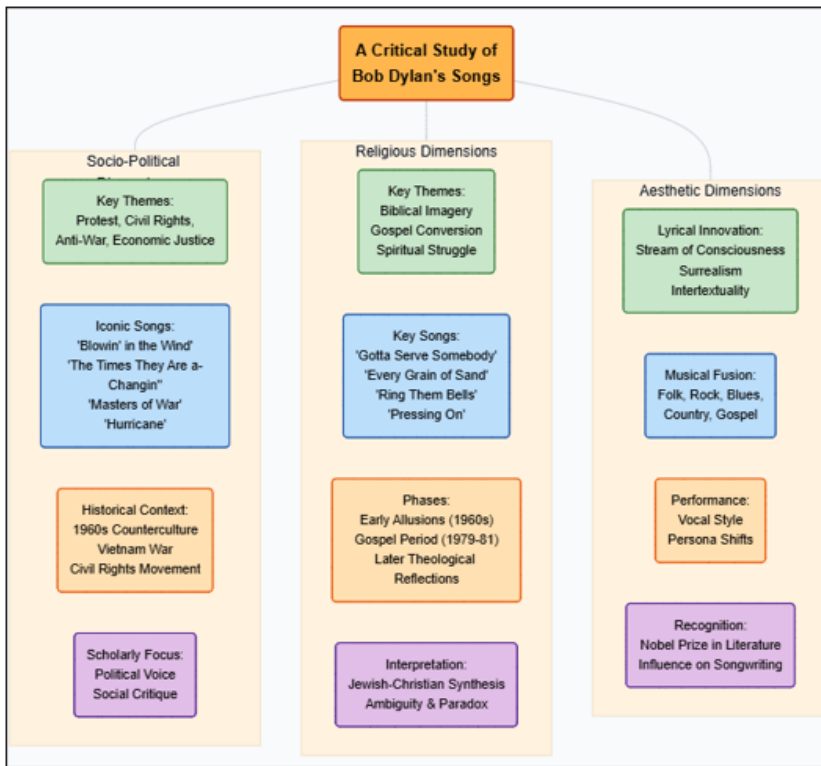 A Critical Study of
Bob Dylan's Songs
Socio-Political
Key Themes:
Protest, Civil Rights,
Anti-War, Economic Justice
Iconic Songs:
'Blowin' in the Wind'
'The Times They Are a-
Changin''
'Masters of War'
'Hurricane'
Historical Context:
1960s Counterculture
Vietnam War
Civil Rights Movement
Scholarly Focus:
Political Voice
Social Critique
Religious Dimensions
Key Themes:
Biblical Imagery
Gospel Conversion
Spiritual Struggle
Key Songs:
'Gotta Serve Somebody'
'Every Grain of Sand'
'Ring Them Bells'
'Pressing On'
Phases:
Early Allusions (1960s)
Gospel Period (1979-81)
Later Theological
Reflections
Interpretation:
Jewish-Christian Synthesis
Ambiguity & Paradox
Aesthetic Dimensions
Lyrical Innovation:
Stream of Consciousness
Surrealism
Intertextuality
Musical Fusion:
Folk, Rock, Blues,
Country, Gospel
Performance:
Vocal Style
Persona Shifts
Recognition:
Nobel Prize in Literature
Influence on Songwriting